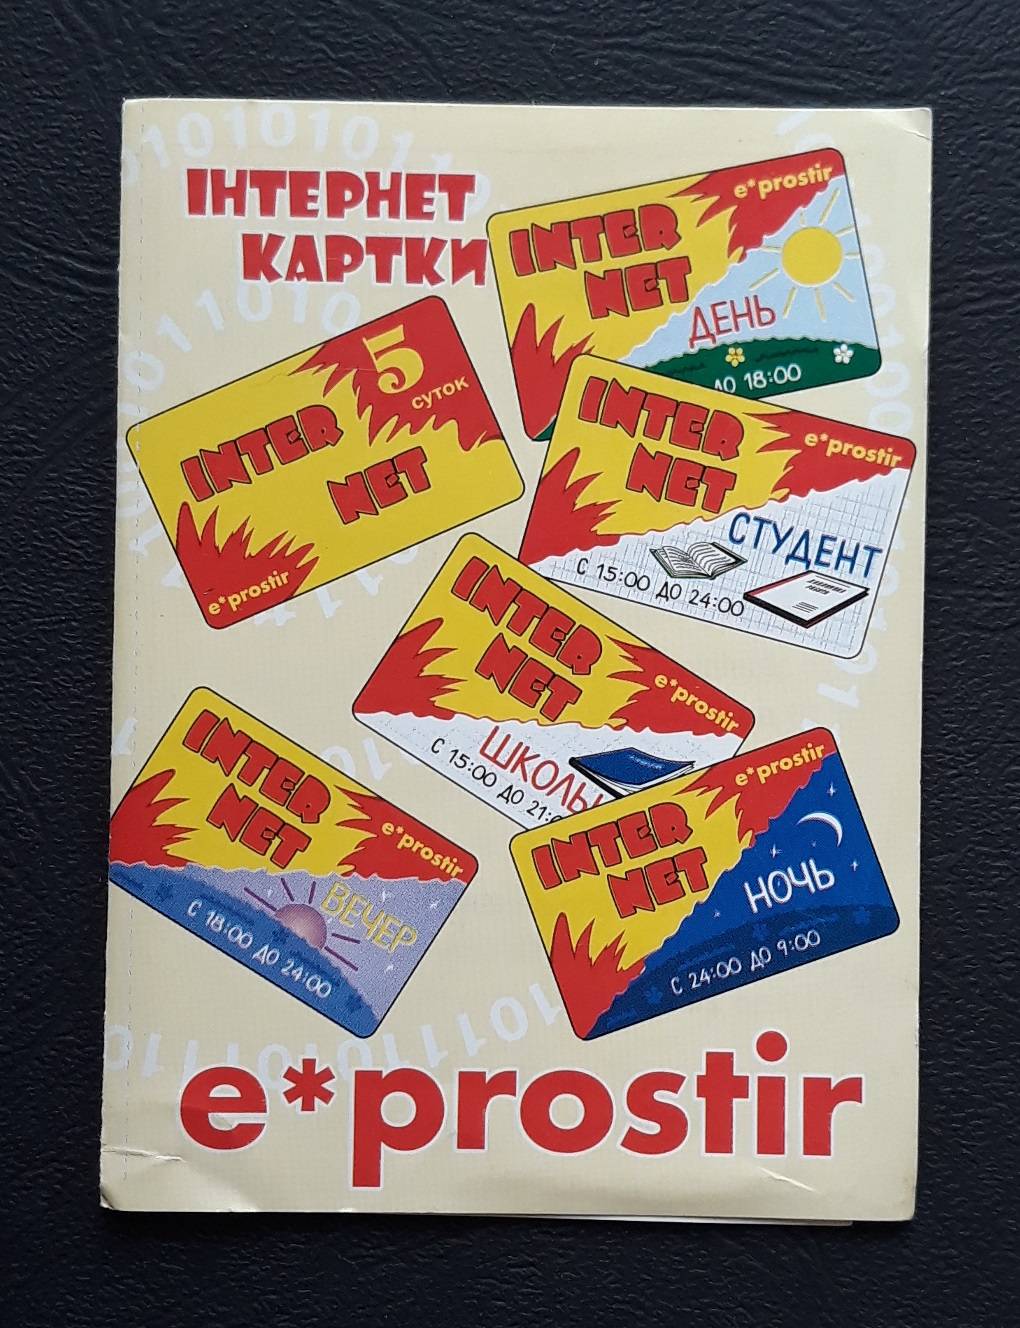 ІНТЕРНЕТ
КАРТКИ
INTER
NET
e*prostir
ДЕНЬ
ДО 18:00
INTER
NET
5
суток
e*prostir
INTER
NET
e*prostir
СТУДЕНТ
С 15:00 ДО 24:00
INTER
NET
e*prostir
ШКОЛЫ
С 15:00 ДО 21:
INTER
NET
e*prostir
ВЕЧЕР
С 18:00 ДО 24:00
INTER
NET
e*prostir
НОЧЬ
С 24:00 ДО 9:00
e*prostir